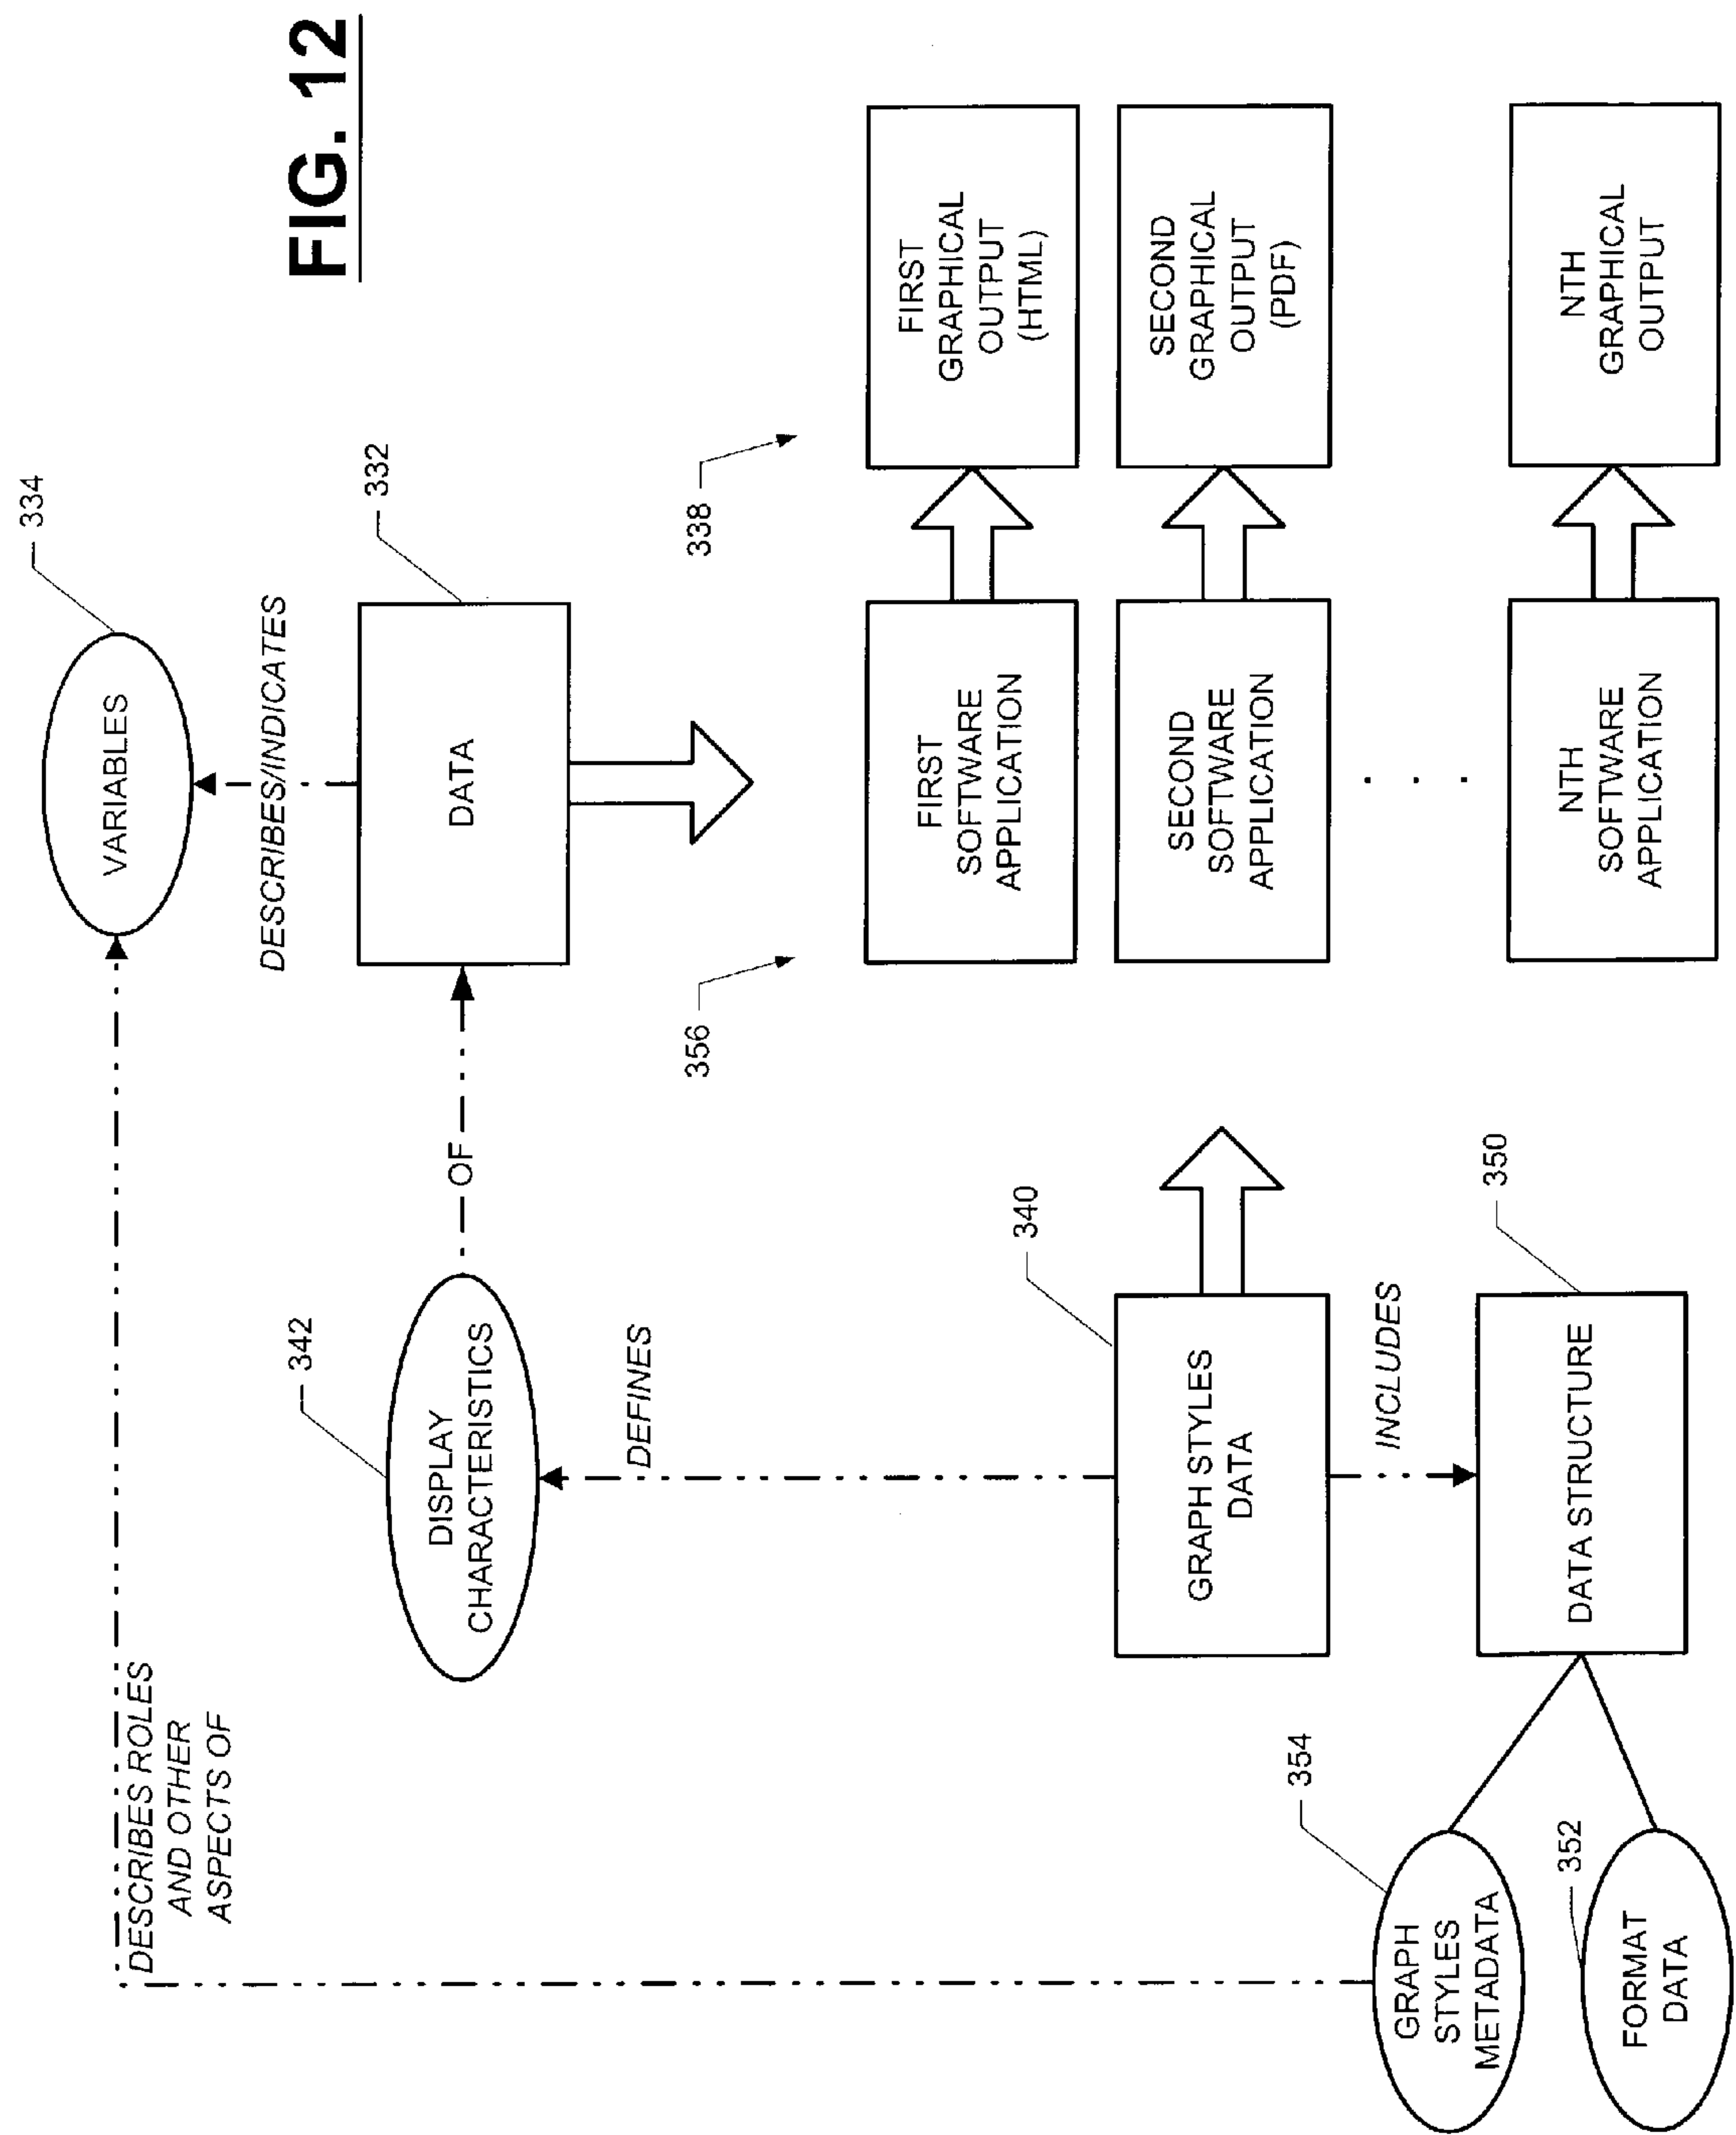 FIG. 12
334
VARIABLES
DESCRIBES/INDICATES
332
DATA
DESCRIBES ROLES
AND OTHER
ASPECTS OF
342
DISPLAY
CHARACTERISTICS
OF
DEFINES
356
338
340
GRAPH STYLES
DATA
INCLUDES
350
DATA STRUCTURE
354
GRAPH
STYLES
METADATA
352
FORMAT
DATA
FIRST
SOFTWARE
APPLICATION
FIRST
GRAPHICAL
OUTPUT
(HTML)
SECOND
SOFTWARE
APPLICATION
SECOND
GRAPHICAL
OUTPUT
(PDF)
. . .
NTH
SOFTWARE
APPLICATION
NTH
GRAPHICAL
OUTPUT